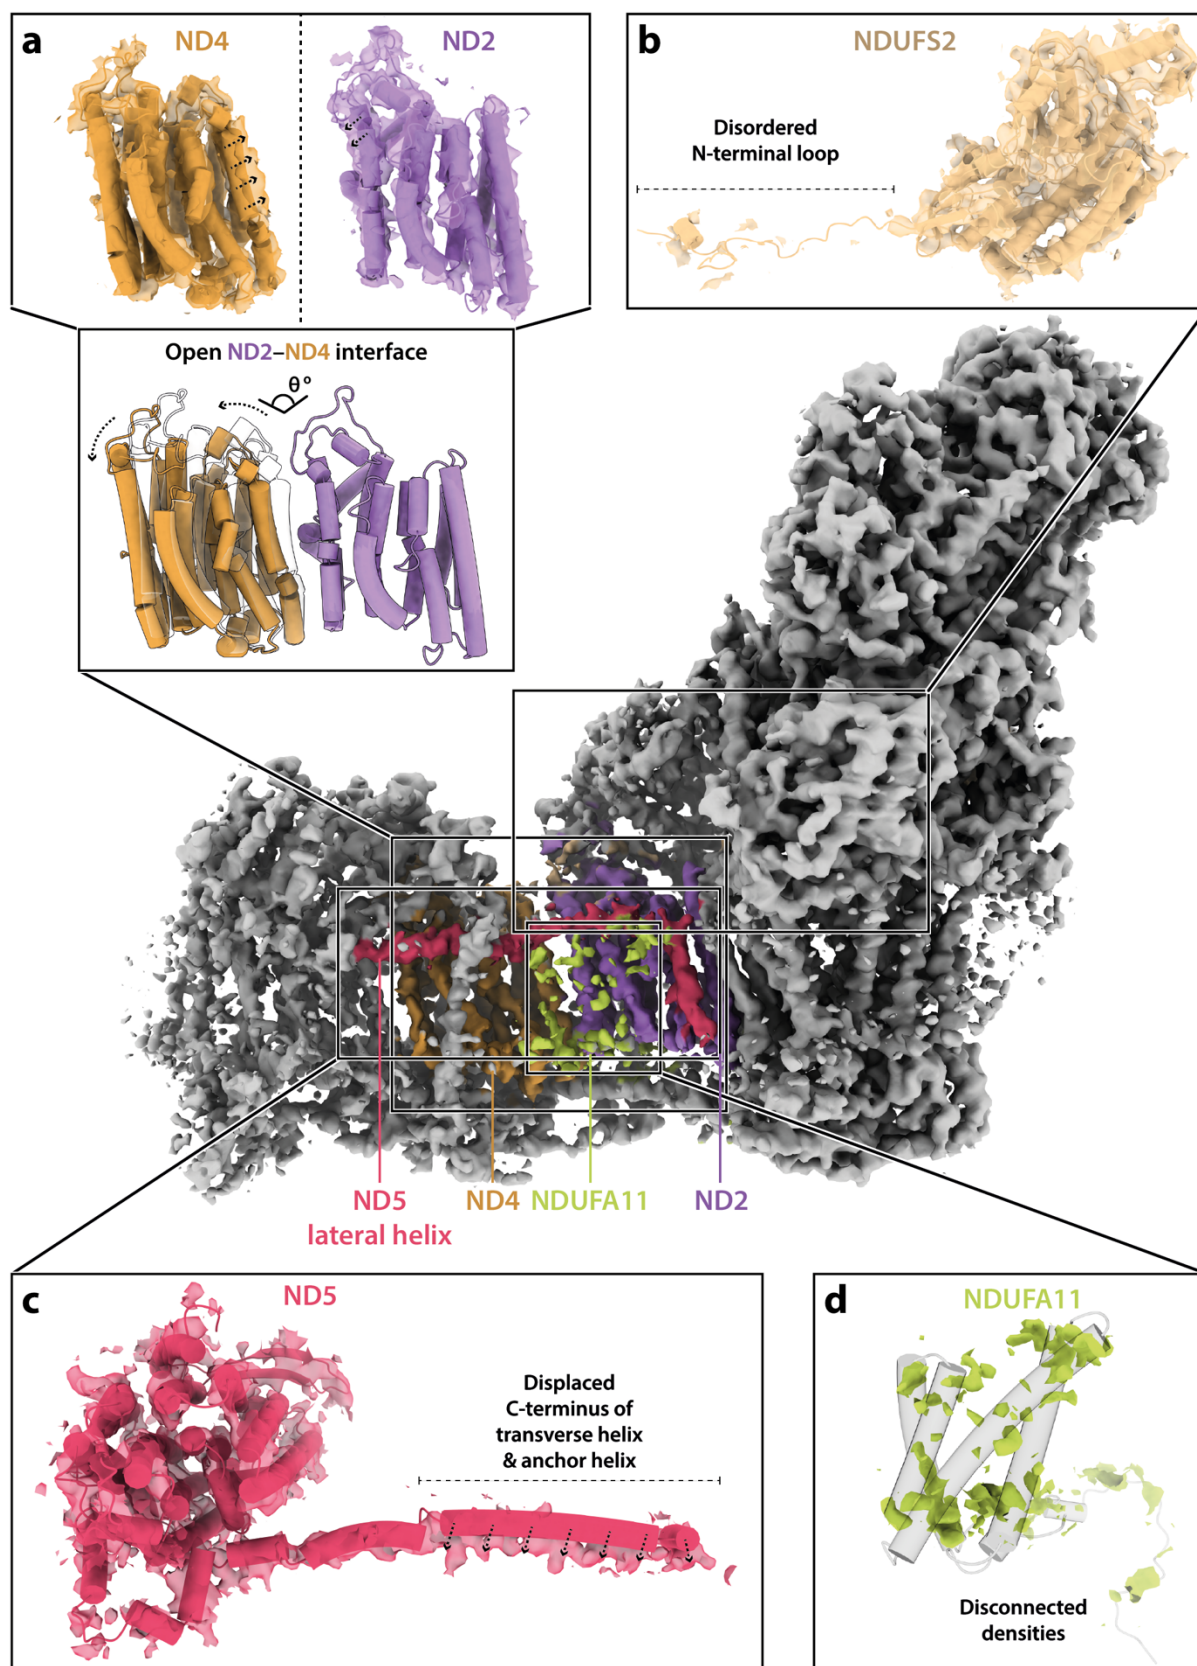 a
ND4
ND2
b
NDUFS2
Disordered
N-terminal loop
Open ND2–ND4 interface
θ°
ND5
lateral helix
ND4
NDUFA11
ND2
c
ND5
Displaced
C-terminus of
transverse helix
& anchor helix
d
NDUFA11
Disconnected
densities